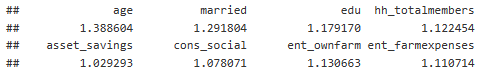 ##            age        married            edu hh_totalmembers
##       1.388604       1.291804       1.179170        1.122454
##  asset_savings    cons_social    ent_ownfarm ent_farmexpenses
##       1.029293       1.078071       1.130663        1.110714